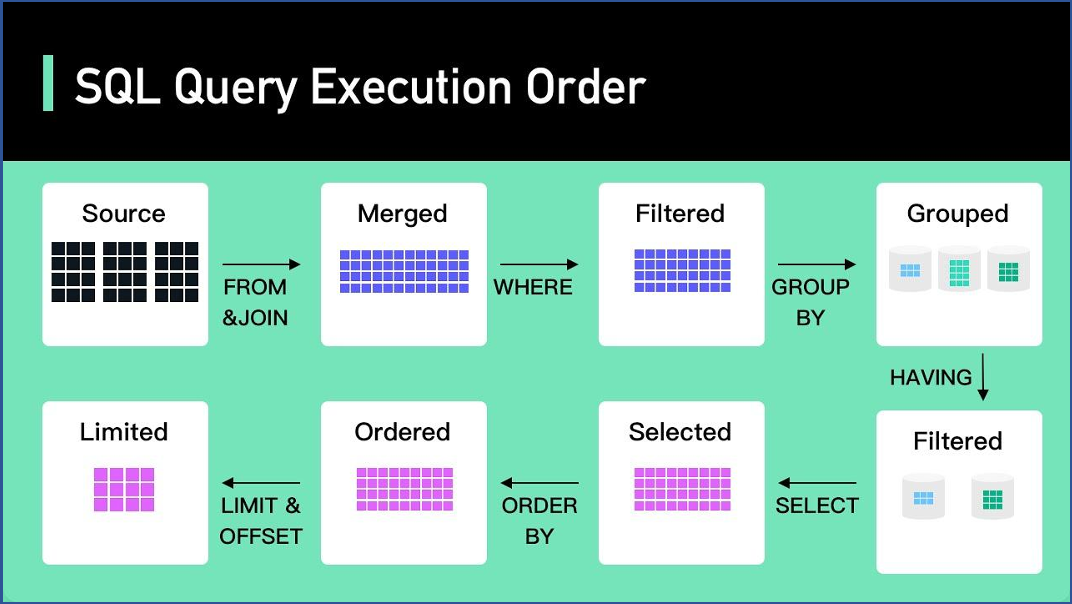 SQL Query Execution Order
Source
FROM
&JOIN
Merged
WHERE
Filtered
GROUP
BY
Grouped
HAVING
Filtered
SELECT
Selected
ORDER
BY
Ordered
LIMIT &
OFFSET
Limited